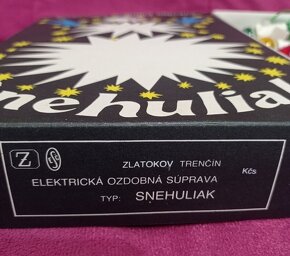 snehuliak
Z
ZLATOKOV TRENČÍN
Kčs
ELEKTRICKÁ OZDOBNÁ SÚPRAVA
TYP: SNEHULIAK